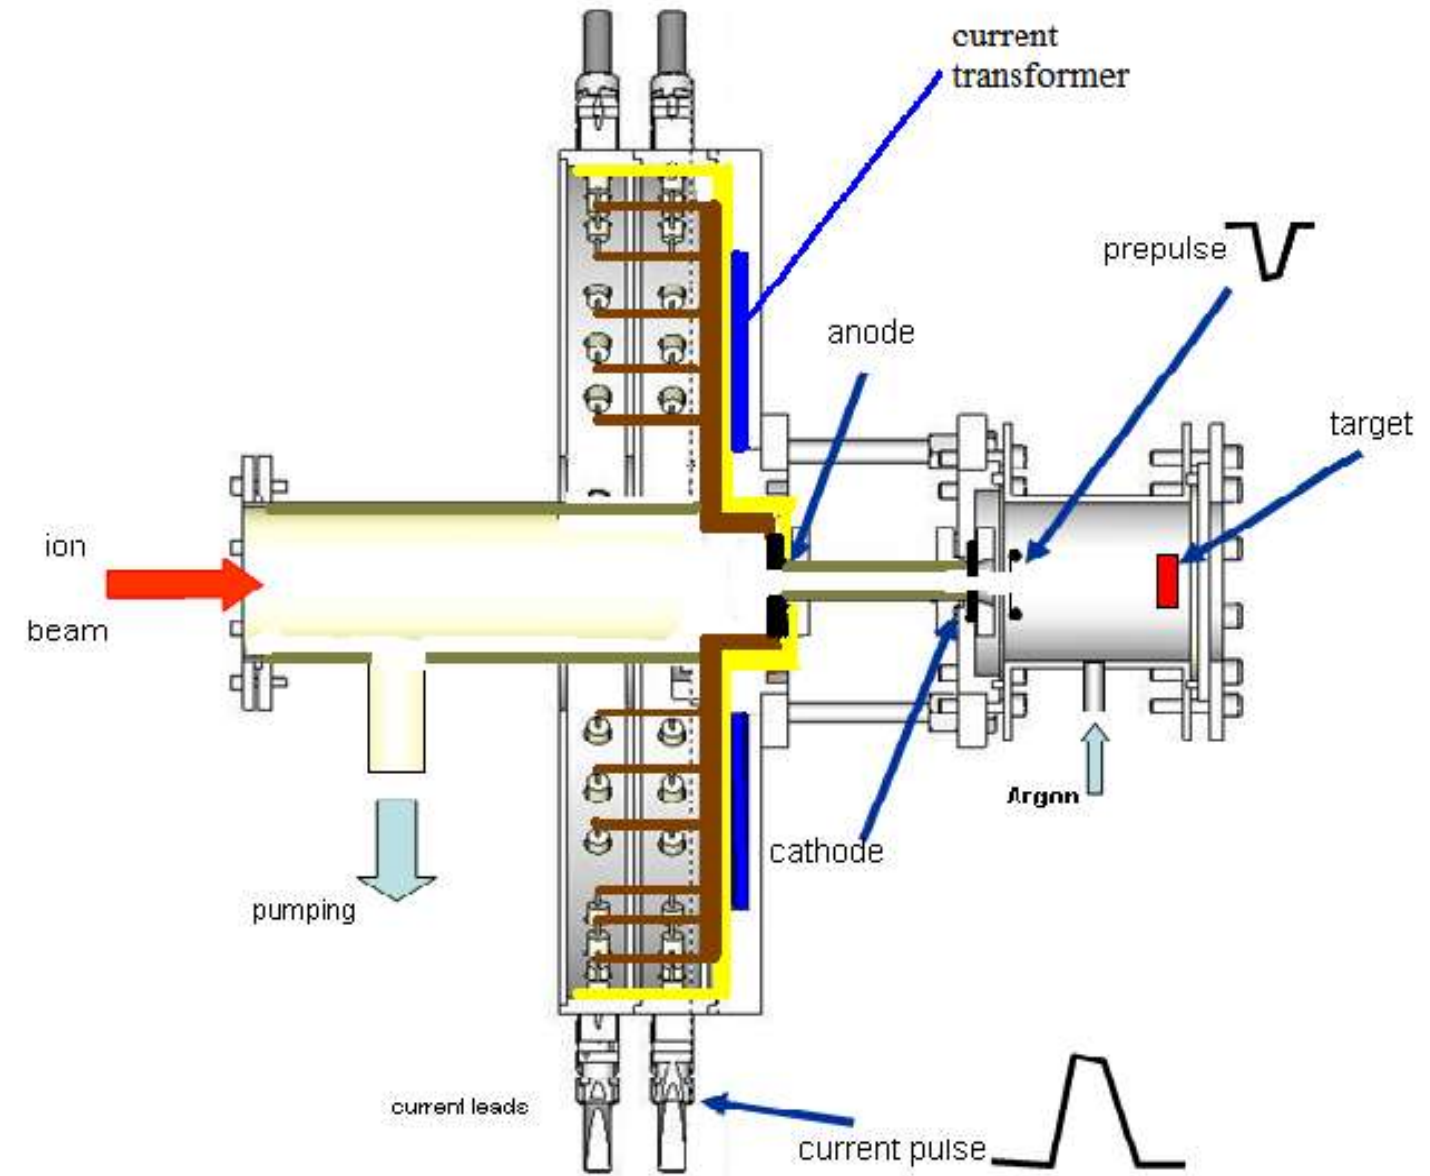 current
transformer
prepulse
anode
target
ion
beam
Argon
cathode
pumping
current leads
current pulse